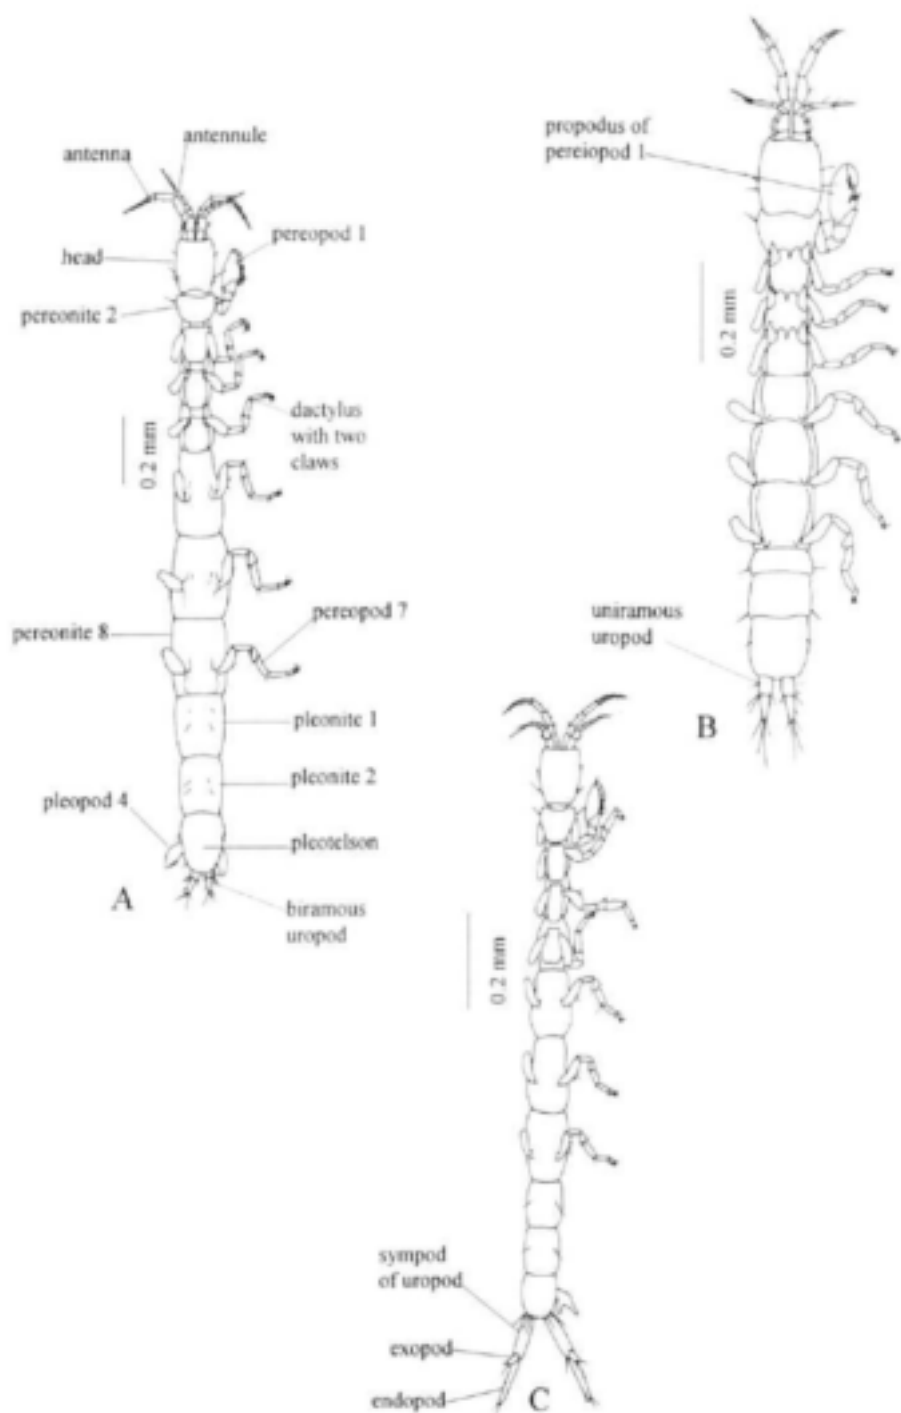 antennule
antenna
pereopod 1
head
pereonite 2
dactylus
with two
claws
0.2 mm
pereopod 7
pereonite 8
pleonite 1
pleonite 2
pleopod 4
pleotelson
A
biramous
uropod
propodus of
pereiopod 1
0.2 mm
uniramous
uropod
B
0.2 mm
sympod
of uropod
exopod
endopod
C